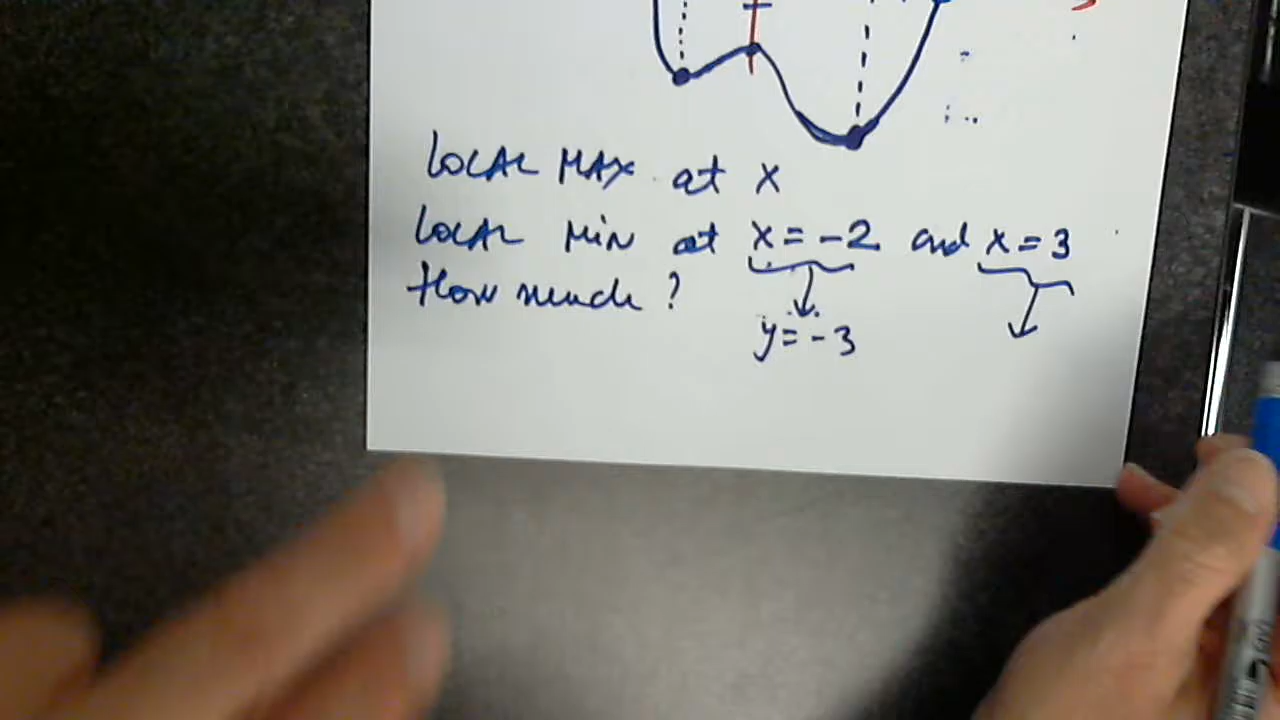 LOCAL MAX at x
LOCAL MIN at x = -2 and x = 3
How much ?
y = -3